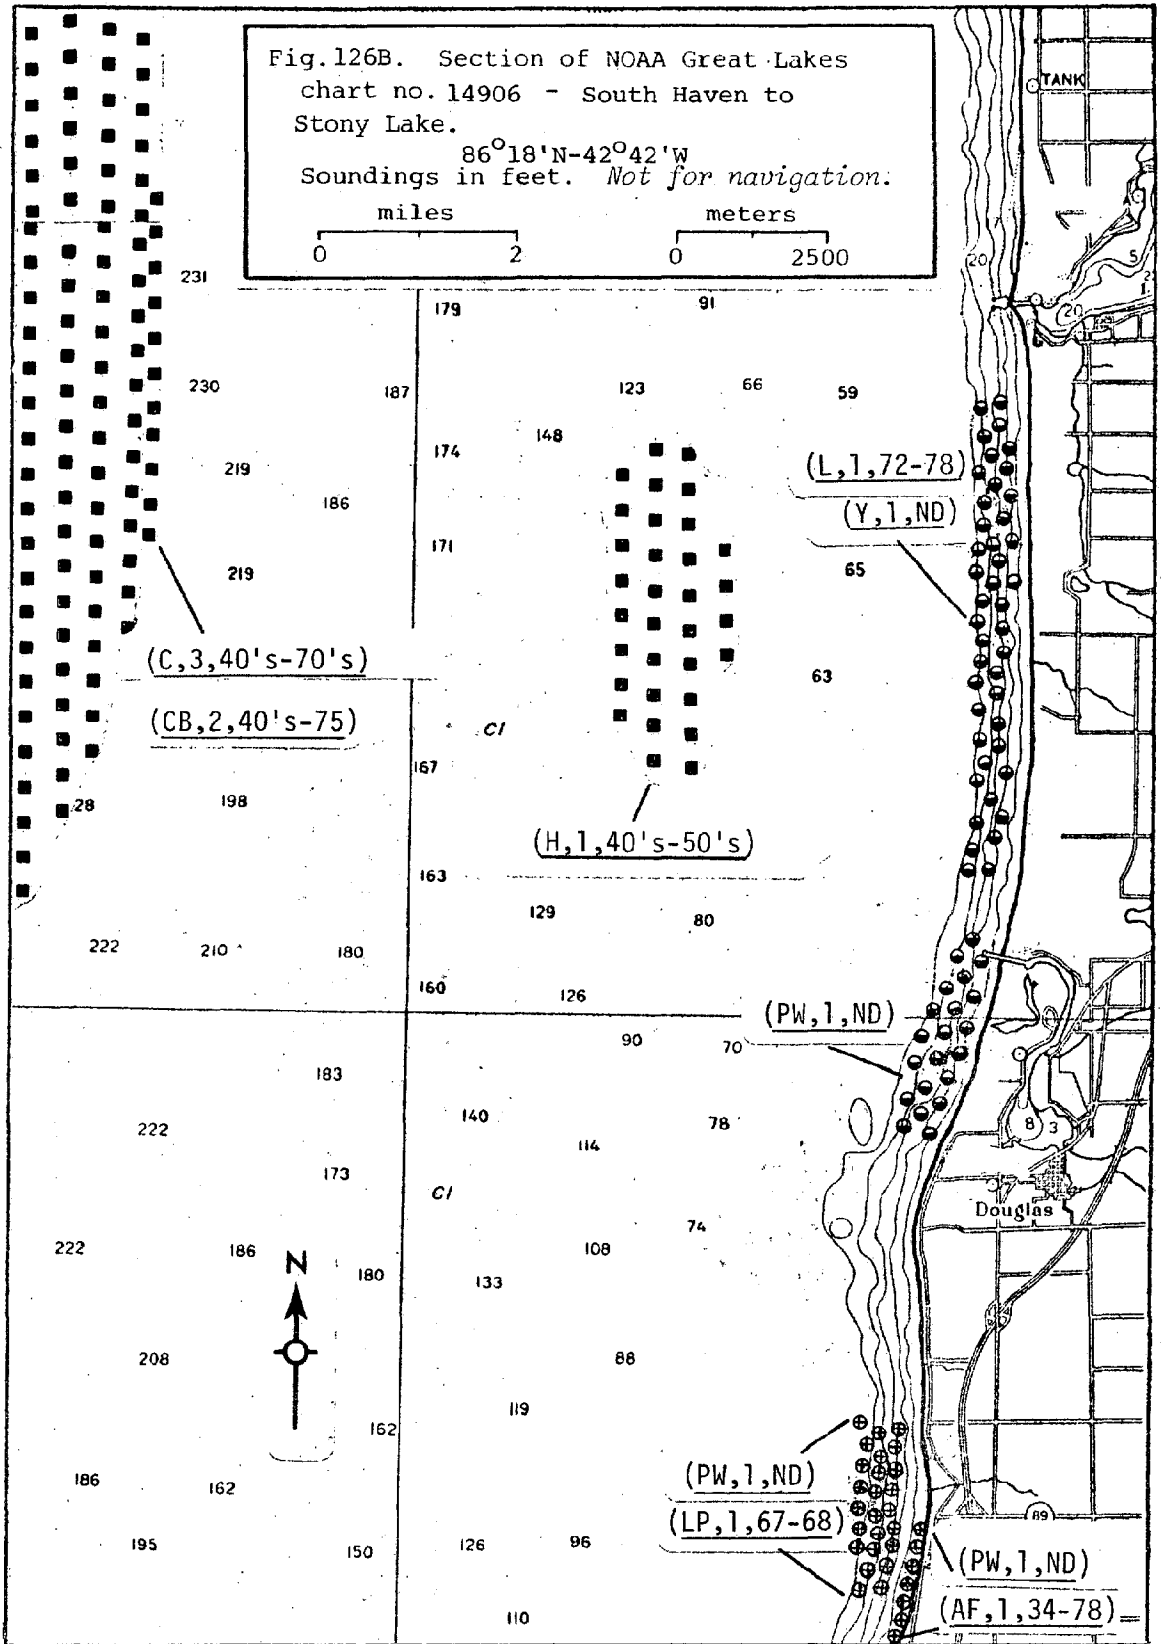 Fig.126B. Section of NOAA Great Lakes
chart no. 14906 - South Haven to
Stony Lake.
86°18'N-42°42'W
Soundings in feet. Not for navigation.
miles meters
0 2 0 2500
TANK
20
S
20
231
179 91
230 187 123 66 59
148
174
219
186
(L,1,72-78)
(Y,1,ND)
171
219
65
(C,3,40's-70's)
63
(CB,2,40's-75)
Cl
167
28 198
(H,1,40's-50's)
163
129 80
222 210 180
160 126
(PW,1,ND)
90 70
183
222 140 114 78
8 3
173
Cl
Douglas
74
222 186 108
N
180 133
208 88
119
162
186 162
(PW,1,ND)
(LP,1,67-68)
89
195 150 126 96
(PW,1,ND)
(AF,1,34-78)
110